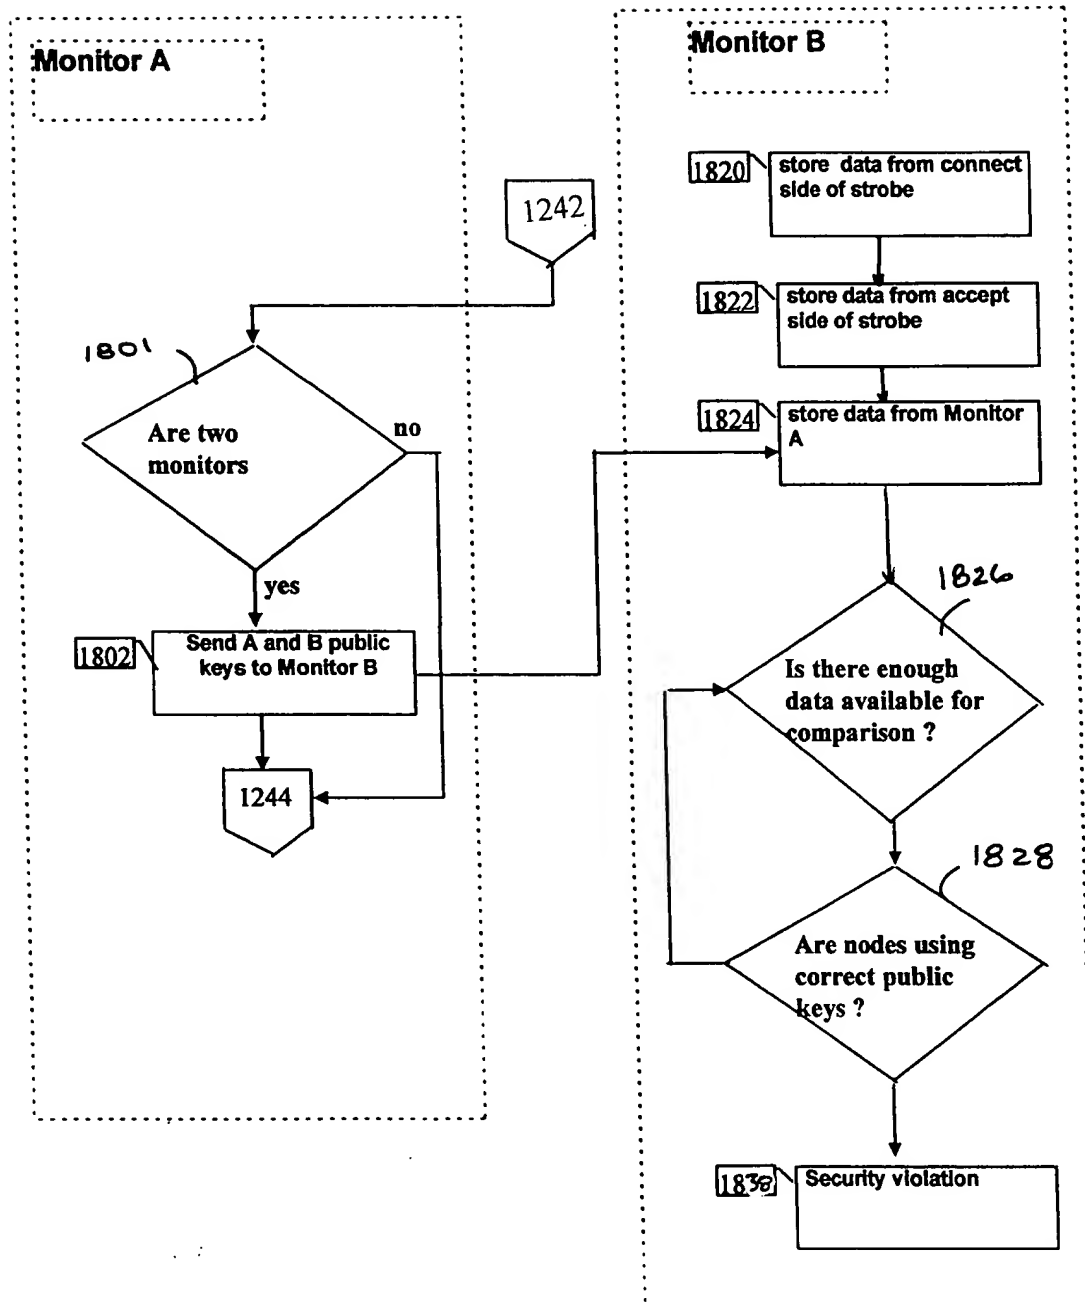 Monitor A
1242
1801
Are two
monitors
no
yes
1802
Send A and B public
keys to Monitor B
1244
Monitor B
1820
store data from connect
side of strobe
1822
store data from accept
side of strobe
1824
store data from Monitor
A
1826
Is there enough
data available for
comparison ?
1828
Are nodes using
correct public
keys ?
1838
Security violation